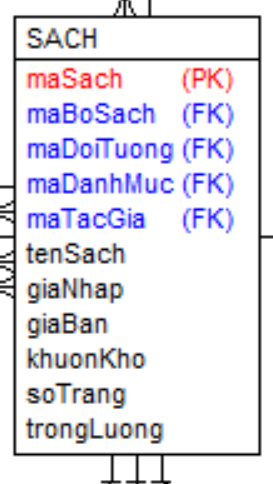 SACH
maSach (PK)
maBoSach (FK)
maDoiTuong (FK)
maDanhMuc (FK)
maTacGia (FK)
tenSach
giaNhap
giaBan
khuonKho
soTrang
trongLuong